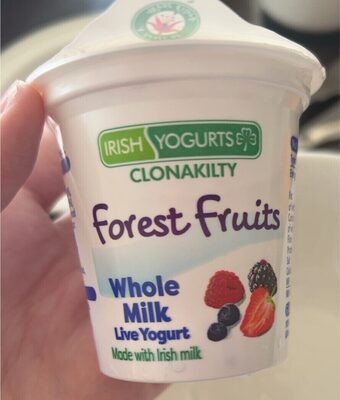 IRISH YOGURTS
CLONAKILTY
Forest Fruits
Whole
Milk
Live Yogurt
Made with Irish milk